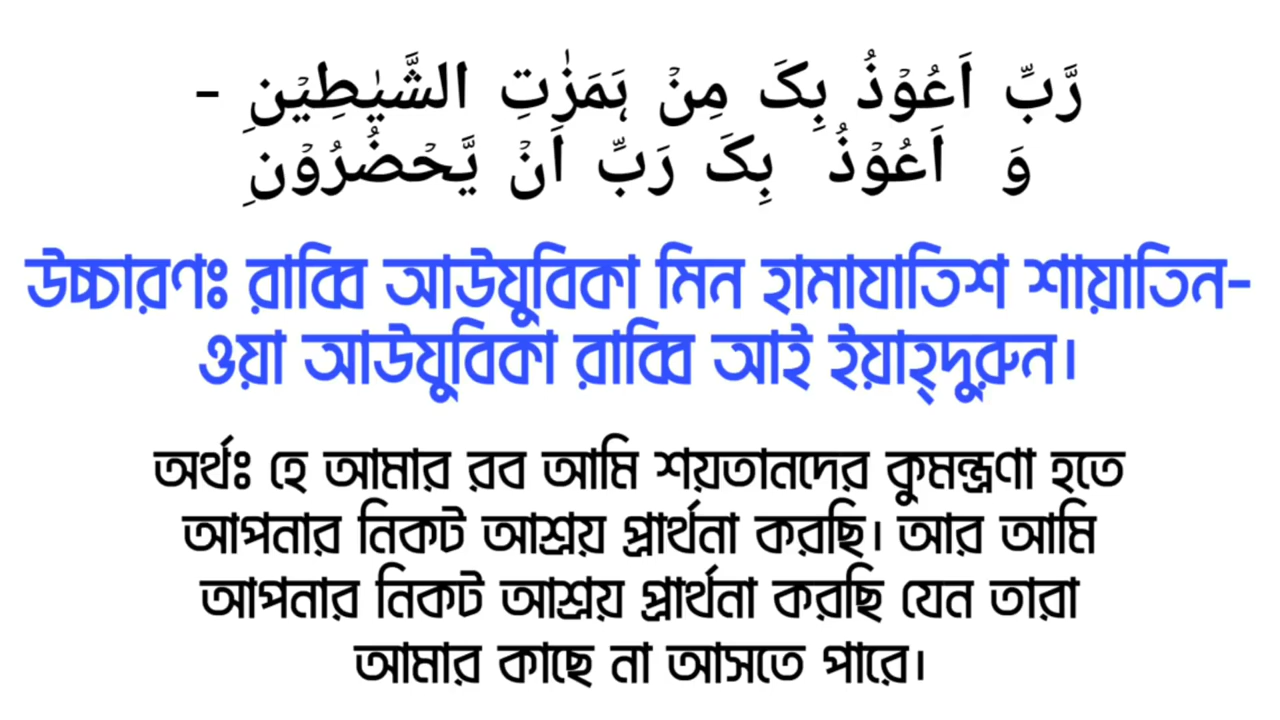 رَّبِّ اَعُوۡذُ بِکَ مِنۡ ہَمَزٰتِ الشَّیٰطِیۡنِ -
وَ اَعُوۡذُ بِکَ رَبِّ اَنۡ یَّحۡضُرُوۡنِ
উচ্চারণঃ রাব্বি আউযুবিকা মিন হামাযাতিশ শায়াতিন-
ওয়া আউযুবিকা রাব্বি আই ইয়াহ্দুরুন।
অর্থঃ হে আমার রব আমি শয়তানদের কুমন্ত্রণা হতে
আপনার নিকট আশ্রয় প্রার্থনা করছি। আর আমি
আপনার নিকট আশ্রয় প্রার্থনা করছি যেন তারা
আমার কাছে না আসতে পারে।